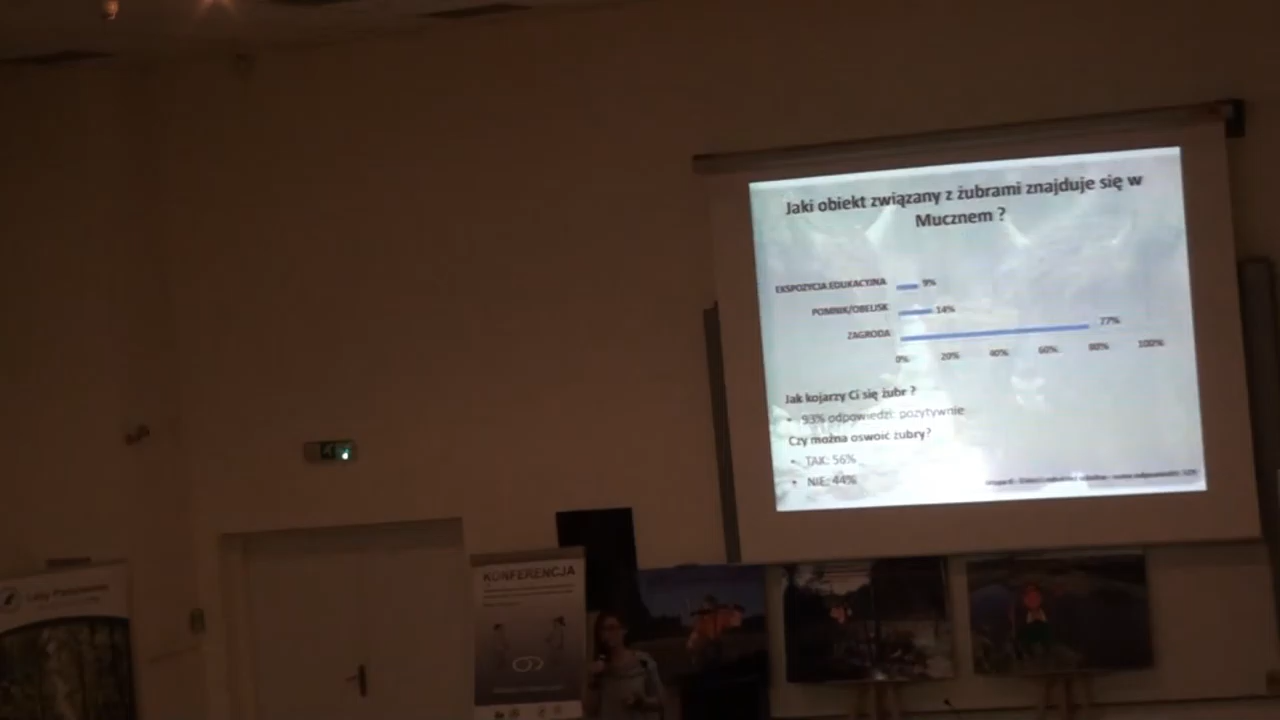 Jaki obiekt związany z żubrami znajduje się w
Mucznem ?
EKSPOZYCJA EDUKACYJNA 9%
POMNIK/OBELISK 14%
ZAGRODA 77%
0% 20% 40% 60% 80% 100%
Jak kojarzy Ci się żubr ?
• 93% odpowiedzi: pozytywnie
Czy można oswoić żubry?
• TAK: 56%
• NIE: 44%
KONFERENCJA
Lasy Państwowe